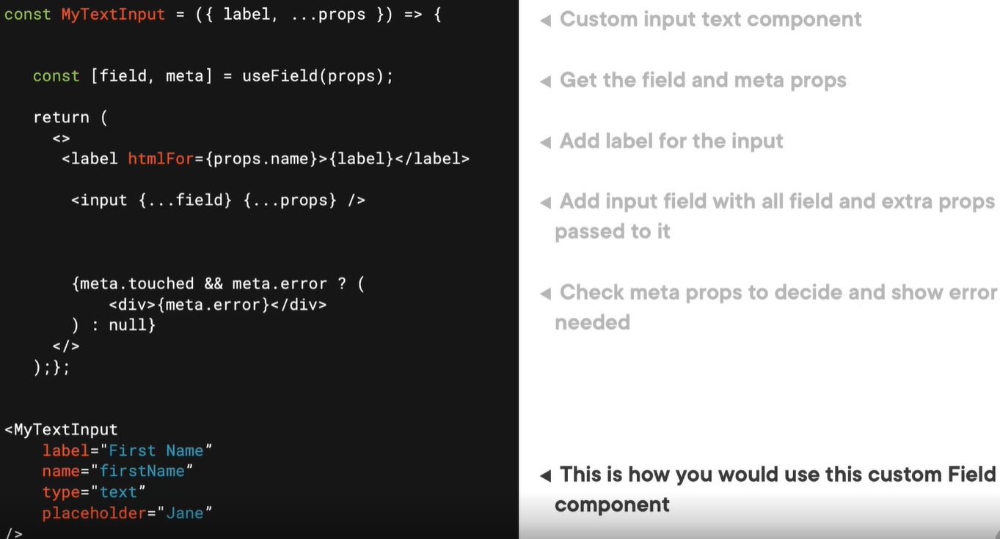 const MyTextInput = ({ label, ...props }) => {
const [field, meta] = useField(props);
return (
<>
<label htmlFor={props.name}>{label}</label>
<input {...field} {...props} />
{meta.touched && meta.error ? (
<div>{meta.error}</div>
) : null}
</>
);};
<MyTextInput
label="First Name”
name="firstName”
type="text”
placeholder="Jane”
/>
◂ Custom input text component
◂ Get the field and meta props
◂ Add label for the input
◂ Add input field with all field and extra props
passed to it
◂ Check meta props to decide and show error
needed
◂ This is how you would use this custom Field
component